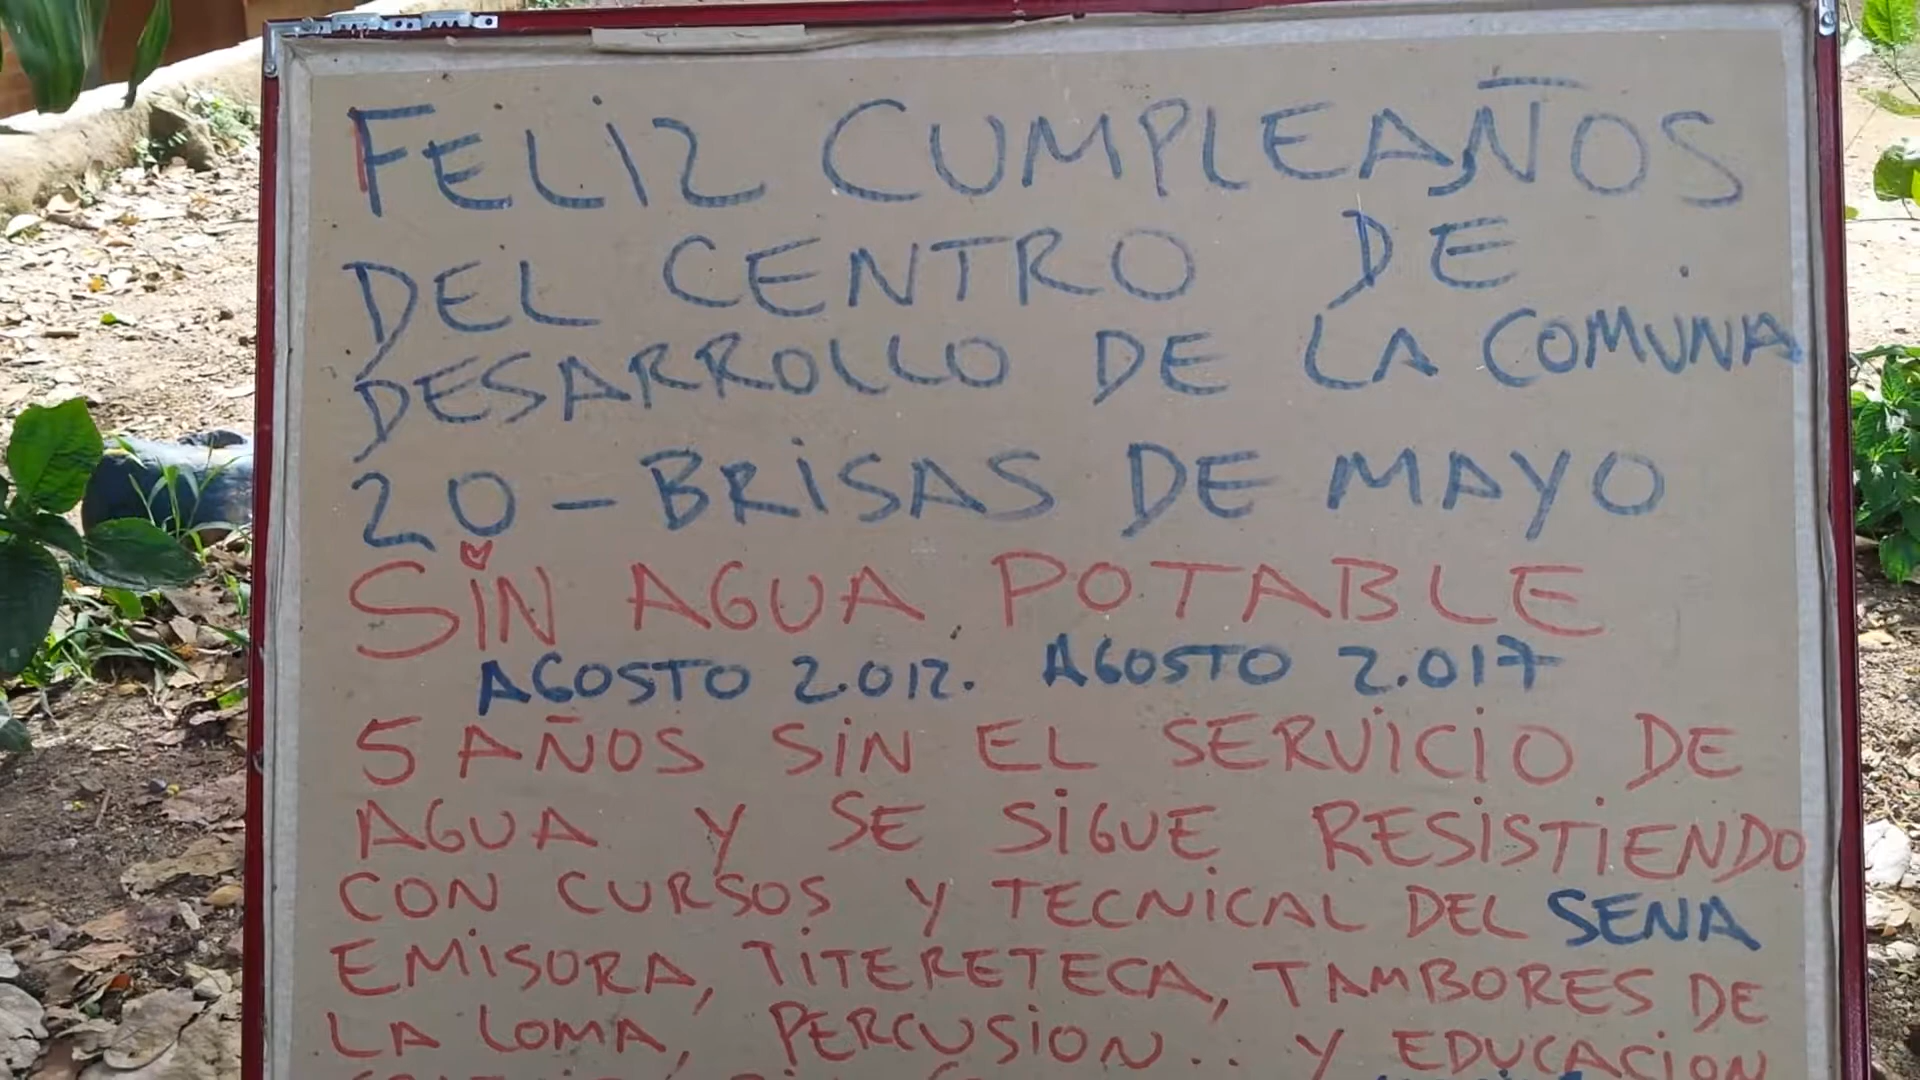 FELIZ CUMPLEAÑOS
DEL CENTRO DE
DESARROLLO DE LA COMUNA
20 - BRISAS DE MAYO
SIN AGUA POTABLE
AGOSTO 2.012. AGOSTO 2.017
5 AÑOS SIN EL SERVICIO DE
AGUA Y SE SIGUE RESISTIENDO
CON CURSOS Y TECNICAL DEL SENA
EMISORA, TITERETECA, TAMBORES DE
LA LOMA, PERCUSION... Y EDUCACION